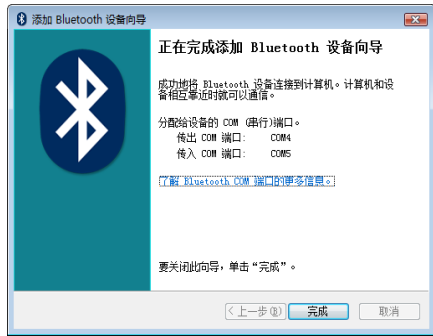 添加 Bluetooth 设备向导
正在完成添加 Bluetooth 设备向导
成功地将 Bluetooth 设备连接到计算机。计算机和设
备相互靠近时就可以通信。
分配给设备的 COM (串行)端口。
传出 COM 端口: COM4
传入 COM 端口: COM5
了解 Bluetooth COM 端口的更多信息。
要关闭此向导，单击“完成”。
<上一步(B) 完成 取消